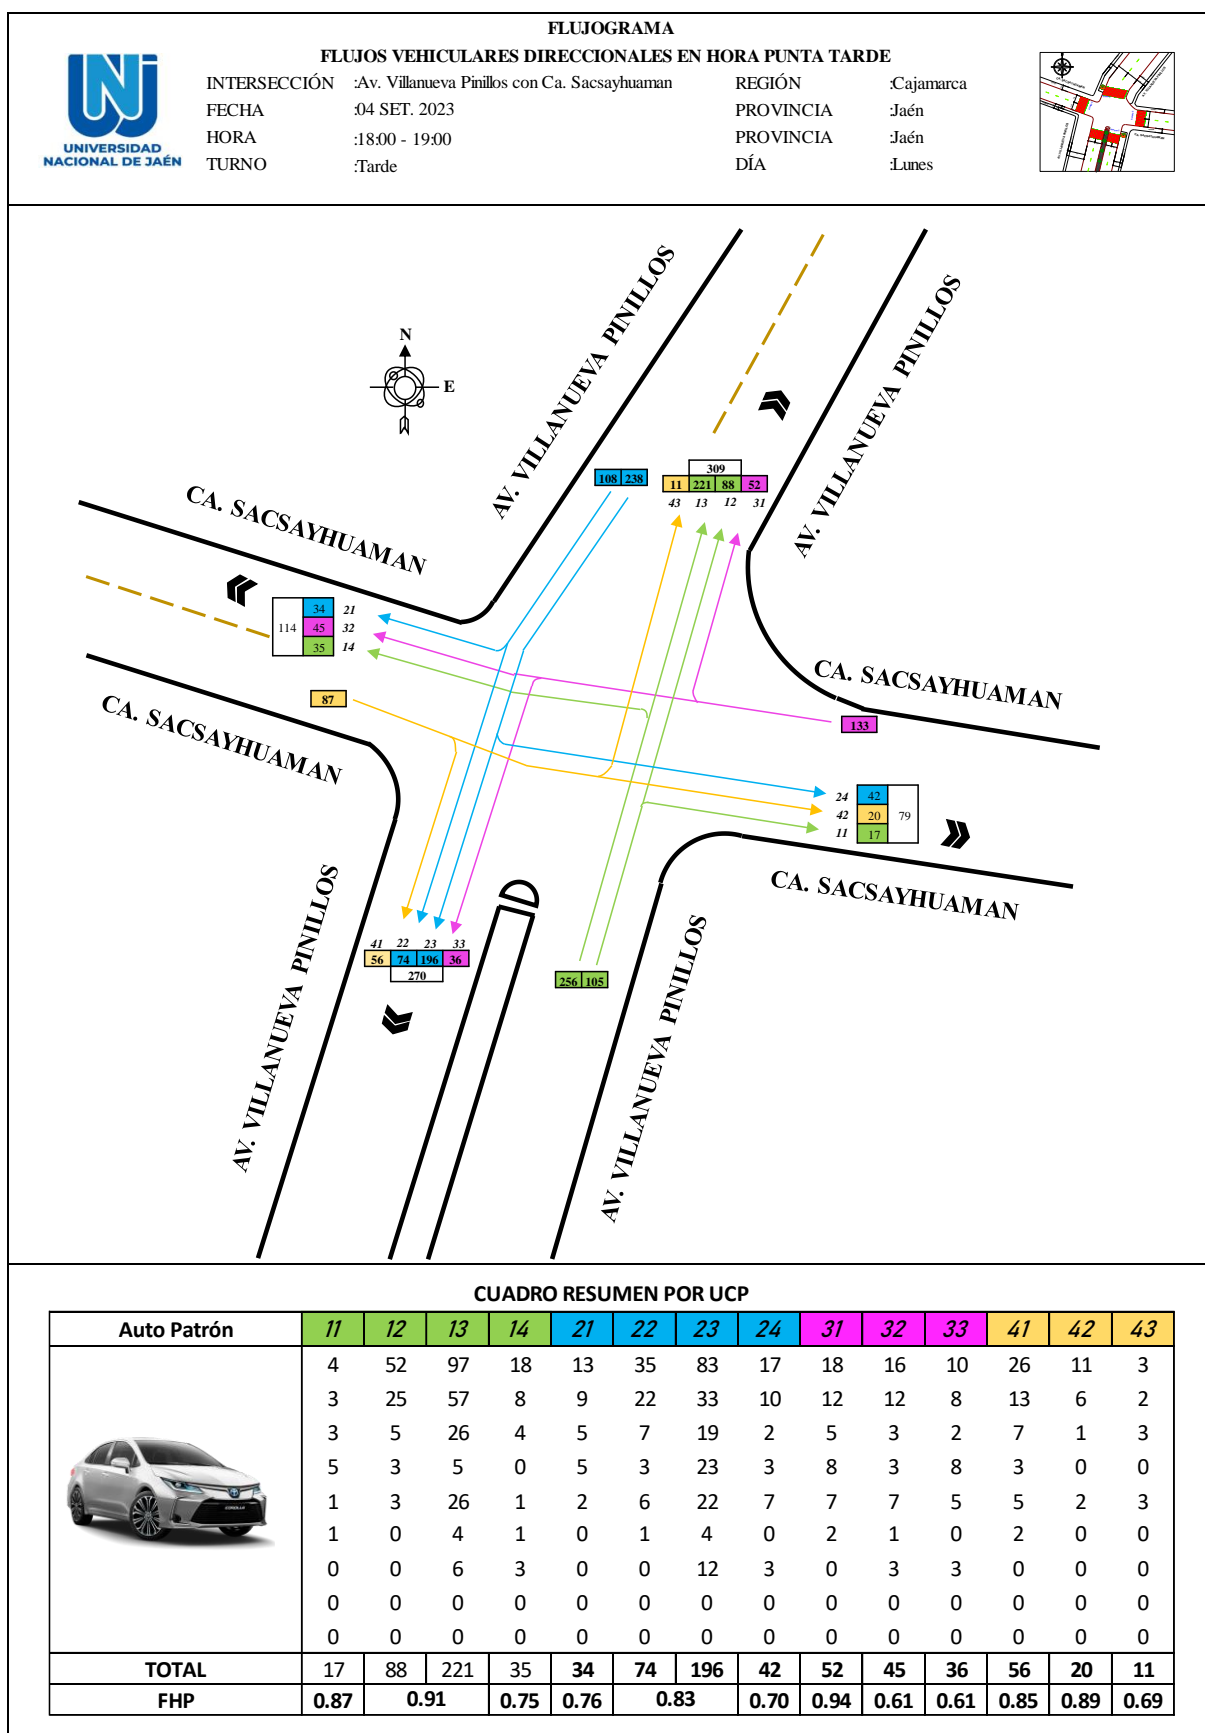 FLUJOGRAMA
FLUJOS VEHICULARES DIRECCIONALES EN HORA PUNTA TARDE
UNIVERSIDAD
NACIONAL DE JAÉN
INTERSECCIÓN :Av. Villanueva Pinillos con Ca. Sacsayhuaman REGIÓN :Cajamarca
FECHA :04 SET. 2023 PROVINCIA :Jaén
HORA :18:00 - 19:00 PROVINCIA :Jaén
TURNO :Tarde DÍA :Lunes
N
E
AV. VILLANUEVA PINILLOS
AV. VILLANUEVA PINILLOS
CA. SACSAYHUAMAN
108 238
309
11 221 88 52
43 13 12 31
34 21
114 45 32
35 14
87
CA. SACSAYHUAMAN
CA. SACSAYHUAMAN
133
24 42
42 20 79
11 17
CA. SACSAYHUAMAN
AV. VILLANUEVA PINILLOS
AV. VILLANUEVA PINILLOS
41 22 23 33
56 74 196 36
270
256 105
CUADRO RESUMEN POR UCP
Auto Patrón 11 12 13 14 21 22 23 24 31 32 33 41 42 43
4 52 97 18 13 35 83 17 18 16 10 26 11 3
3 25 57 8 9 22 33 10 12 12 8 13 6 2
3 5 26 4 5 7 19 2 5 3 2 7 1 3
5 3 5 0 5 3 23 3 8 3 8 3 0 0
1 3 26 1 2 6 22 7 7 7 5 5 2 3
1 0 4 1 0 1 4 0 2 1 0 2 0 0
0 0 6 3 0 0 12 3 0 3 3 0 0 0
0 0 0 0 0 0 0 0 0 0 0 0 0 0
0 0 0 0 0 0 0 0 0 0 0 0 0 0
TOTAL 17 88 221 35 34 74 196 42 52 45 36 56 20 11
FHP 0.87 0.91 0.75 0.76 0.83 0.70 0.94 0.61 0.61 0.85 0.89 0.69